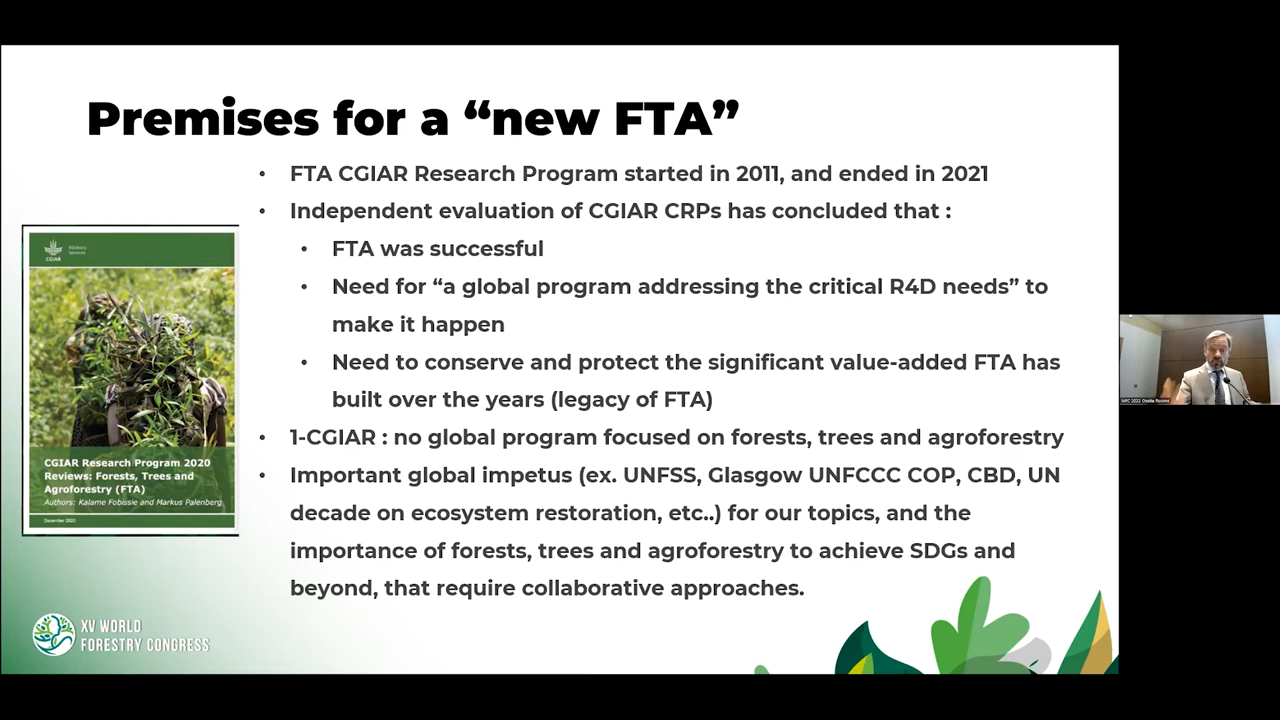 Premises for a “new FTA”
• FTA CGIAR Research Program started in 2011, and ended in 2021
• Independent evaluation of CGIAR CRPs has concluded that :
• FTA was successful
• Need for “a global program addressing the critical R4D needs” to
make it happen
• Need to conserve and protect the significant value-added FTA has
built over the years (legacy of FTA)
• 1-CGIAR : no global program focused on forests, trees and agroforestry
• Important global impetus (ex. UNFSS, Glasgow UNFCCC COP, CBD, UN
decade on ecosystem restoration, etc..) for our topics, and the
importance of forests, trees and agroforestry to achieve SDGs and
beyond, that require collaborative approaches.
CGIAR
Advisory
Services
CGIAR Research Program 2020
Reviews: Forests, Trees and
Agroforestry (FTA)
Authors: Kalame Fobissie and Markus Palenberg
December 2020
XV WORLD
FORESTRY CONGRESS
WFC 2022 Onsite Rooms